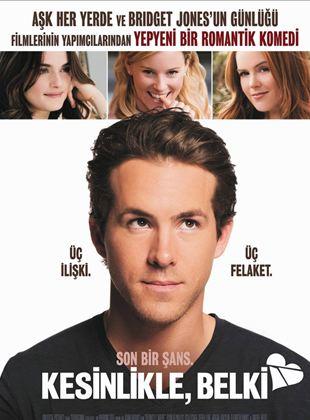 AŞK HER YERDE VE BRIDGET JONES'UN GÜNLÜĞÜ
FİLMLERİNİN YAPIMCILARINDAN YEPYENİ BİR ROMANTİK KOMEDİ
ÜÇ
İLİŞKİ.
ÜÇ
FELAKET.
SON BİR ŞANS.
KESİNLİKLE, BELKİ